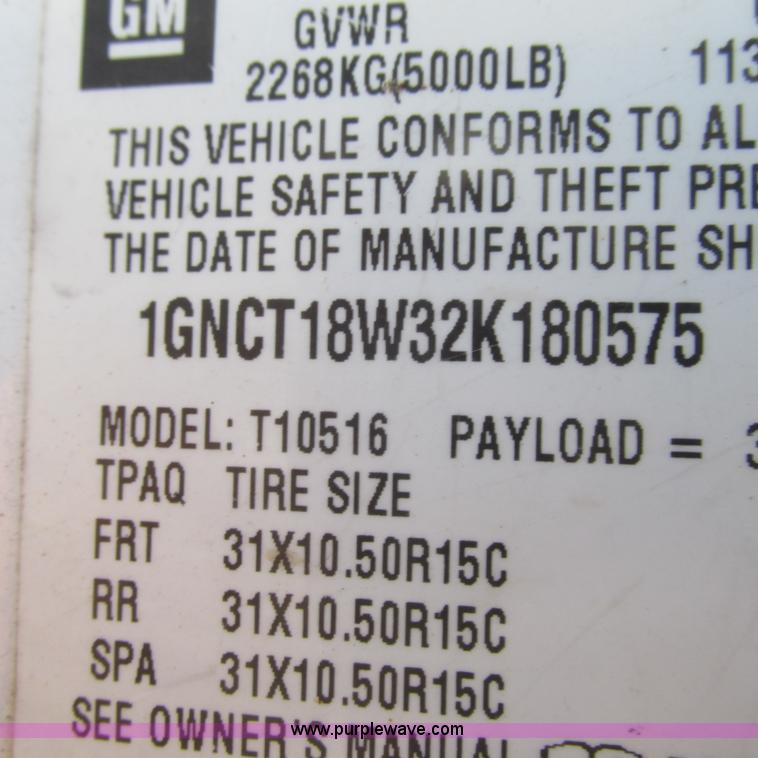 GM
GVWR
2268KG(5000LB) 113
THIS VEHICLE CONFORMS TO AL
VEHICLE SAFETY AND THEFT PRE
THE DATE OF MANUFACTURE SH
1GNCT18W32K180575
MODEL: T10516 PAYLOAD =
TPAQ TIRE SIZE
FRT 31X10.50R15C
RR 31X10.50R15C
SPA 31X10.50R15C
SEE OWNER'S MANUAL
www.purplewave.com